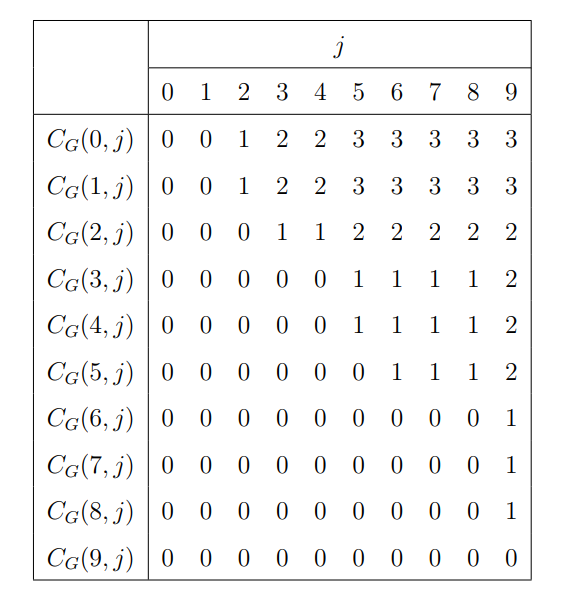 j
0 1 2 3 4 5 6 7 8 9
C_G(0, j) 0 0 1 2 2 3 3 3 3 3
C_G(1, j) 0 0 1 2 2 3 3 3 3 3
C_G(2, j) 0 0 0 1 1 2 2 2 2 2
C_G(3, j) 0 0 0 0 0 1 1 1 1 2
C_G(4, j) 0 0 0 0 0 1 1 1 1 2
C_G(5, j) 0 0 0 0 0 0 1 1 1 2
C_G(6, j) 0 0 0 0 0 0 0 0 0 1
C_G(7, j) 0 0 0 0 0 0 0 0 0 1
C_G(8, j) 0 0 0 0 0 0 0 0 0 1
C_G(9, j) 0 0 0 0 0 0 0 0 0 0